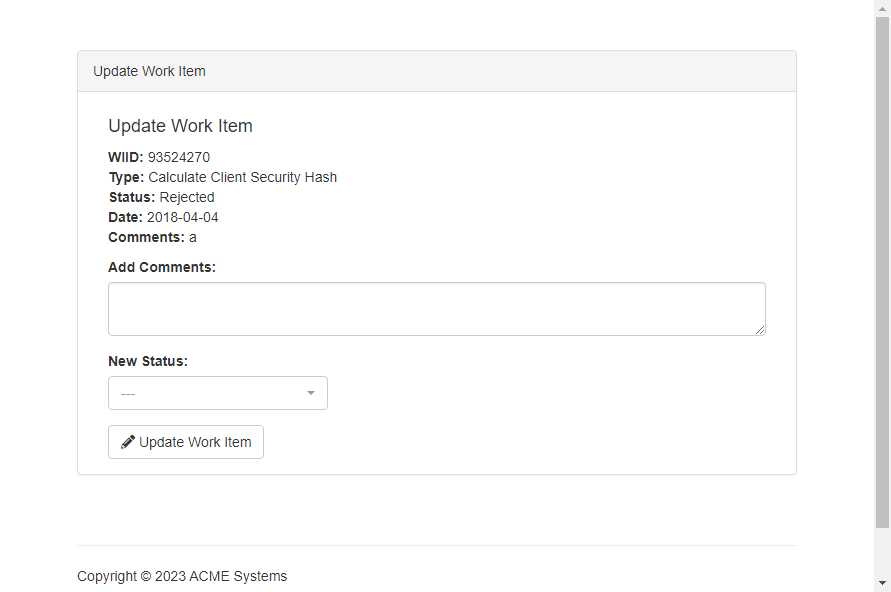 Update Work Item
Update Work Item
WIID: 93524270
Type: Calculate Client Security Hash
Status: Rejected
Date: 2018-04-04
Comments: a
Add Comments:
New Status:
---
Update Work Item
Copyright © 2023 ACME Systems